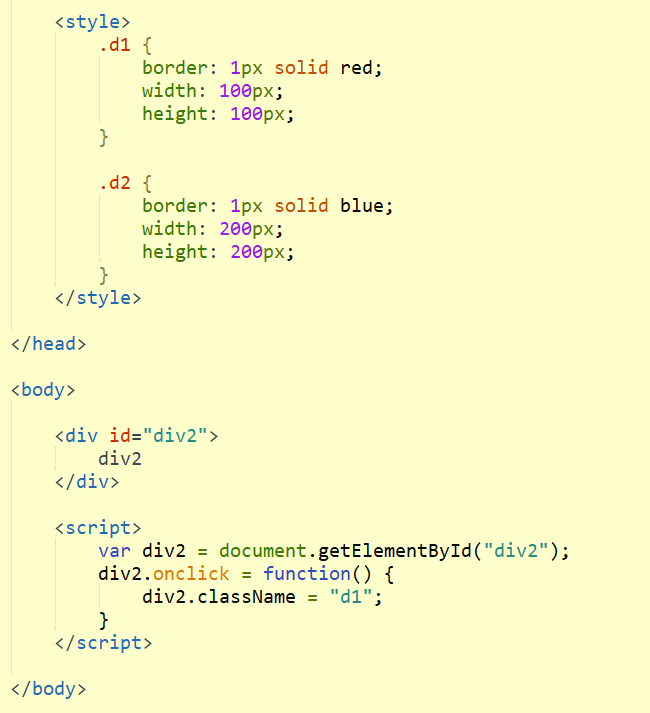 <style>
.d1 {
border: 1px solid red;
width: 100px;
height: 100px;
}
.d2 {
border: 1px solid blue;
width: 200px;
height: 200px;
}
</style>
</head>
<body>
<div id="div2">
div2
</div>
<script>
var div2 = document.getElementById("div2");
div2.onclick = function() {
div2.className = "d1";
}
</script>
</body>